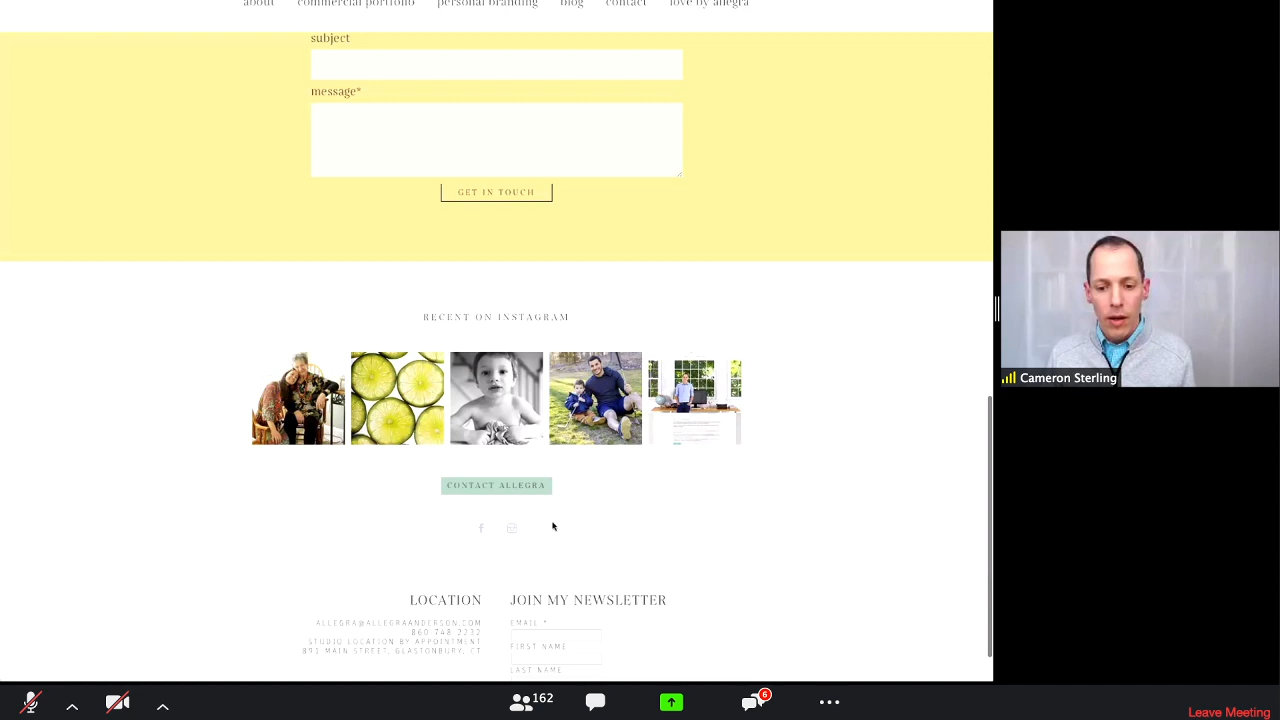 about commercial portfolio personal branding blog contact love by allegra
subject
message*
GET IN TOUCH
RECENT ON INSTAGRAM
CONTACT ALLEGRA
LOCATION
ALLEGRA@ALLEGRAANDERSON.COM
860 748 2232
STUDIO LOCATION BY APPOINTMENT
891 MAIN STREET, GLASTONBURY, CT
JOIN MY NEWSLETTER
EMAIL *
FIRST NAME
LAST NAME
Cameron Sterling
162
6
Leave Meeting